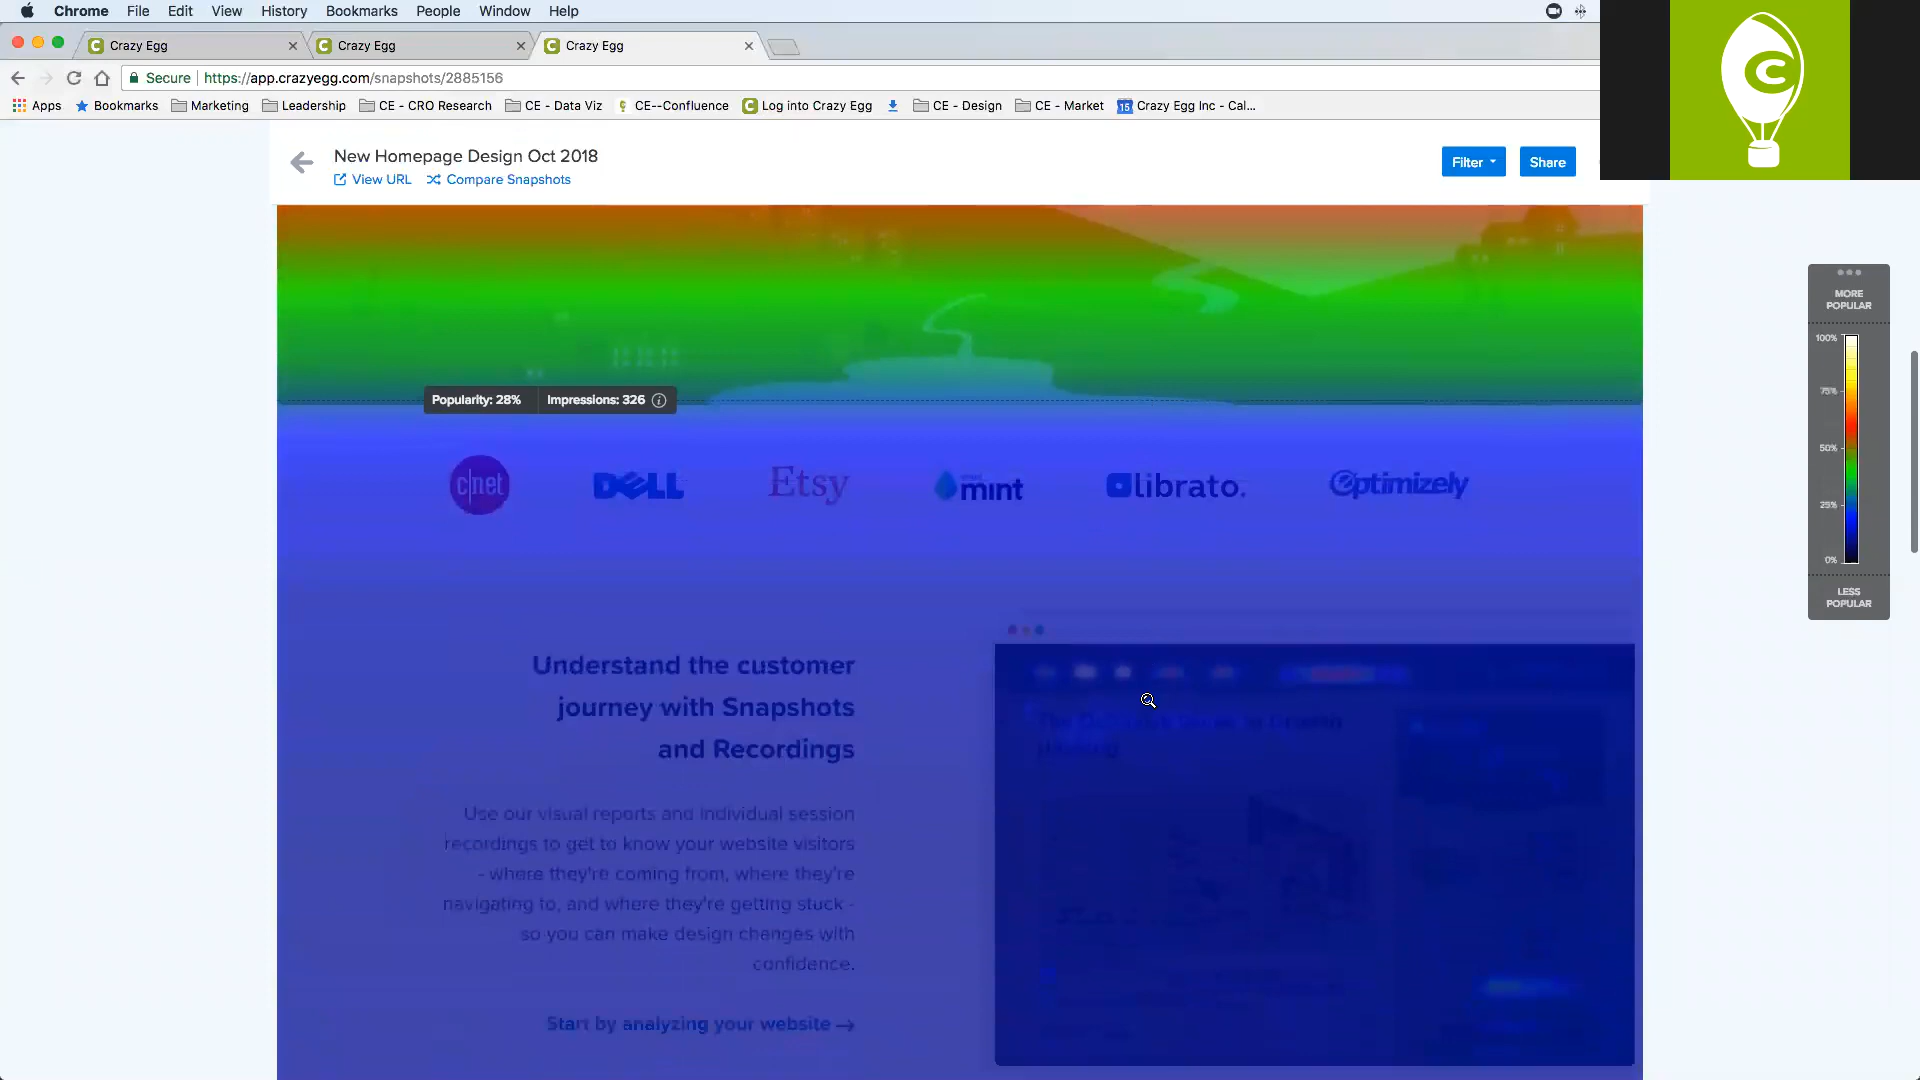 Chrome File Edit View History Bookmarks People Window Help
Crazy Egg Crazy Egg Crazy Egg
Secure https://app.crazyegg.com/snapshots/2885156
Apps Bookmarks Marketing Leadership CE - CRO Research CE - Data Viz CE--Confluence Log into Crazy Egg CE - Design CE - Market 15 Crazy Egg Inc - Cal...
New Homepage Design Oct 2018
View URL Compare Snapshots
Filter Share
MORE
POPULAR
100%
75%
50%
25%
0%
LESS
POPULAR
Popularity: 28% Impressions: 326
c|net DELL Etsy mint librato. Optimizely
Understand the customer
journey with Snapshots
and Recordings
Use our visual reports and individual session
recordings to get to know your website visitors
- where they're coming from, where they're
navigating to, and where they're getting stuck -
so you can make design changes with
confidence.
Start by analyzing your website →